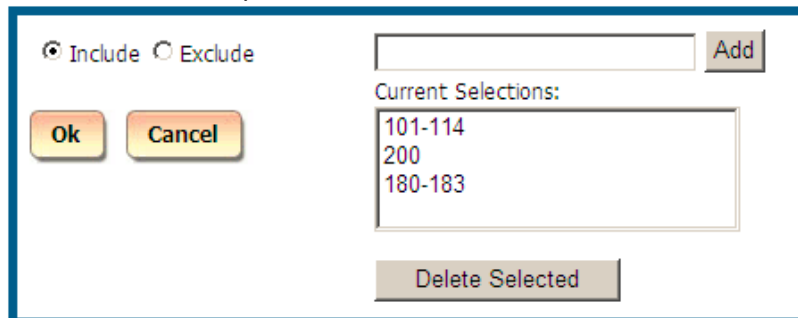 Include Exclude
Add
Current Selections:
Ok Cancel
101-114
200
180-183
Delete Selected